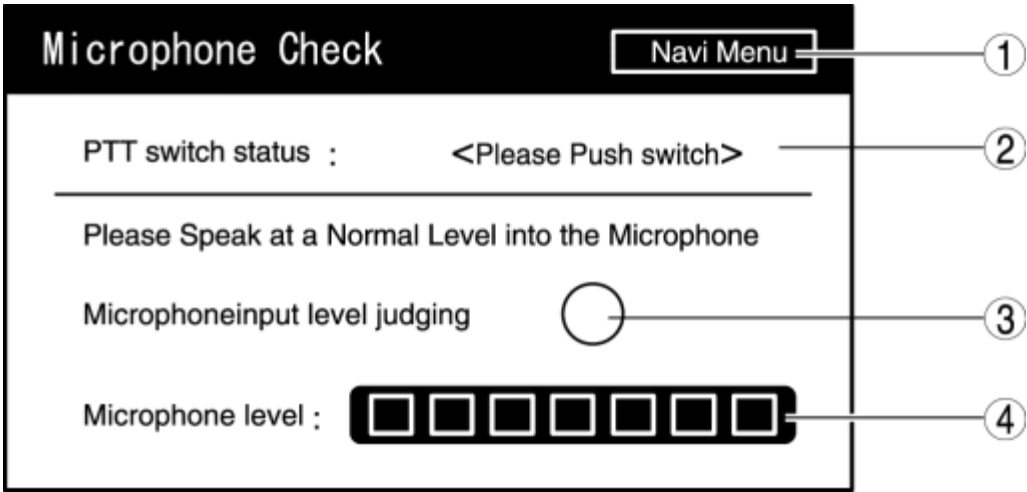 Microphone Check
Navi Menu
①
PTT switch status :
<Please Push switch>
②
Please Speak at a Normal Level into the Microphone
Microphoneinput level judging
③
Microphone level :
④